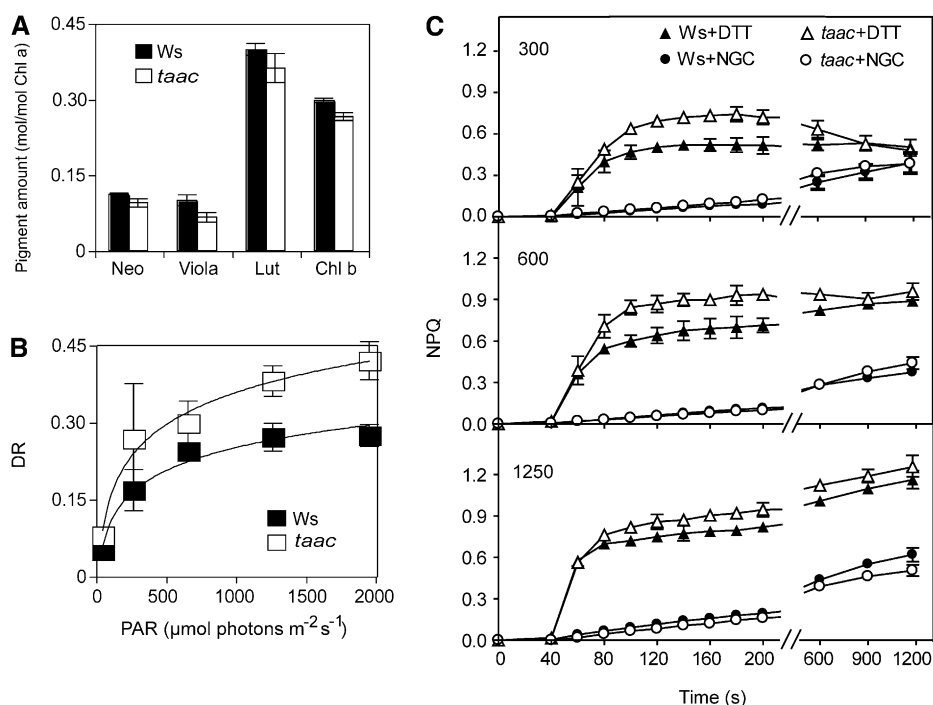 A
Pigment amount (mol/mol Chl a)
0.45
0.30
0.15
0
Ws
taac
Neo Viola Lut Chl b
B
DR
0.45
0.30
0.15
0
Ws
taac
0 500 1000 1500 2000
PAR (µmol photons m⁻² s⁻¹)
C
NPQ
Ws+DTT taac+DTT
Ws+NGC taac+NGC
300
1.2
0.9
0.6
0.3
0.0
600
1.2
0.9
0.6
0.3
0.0
1250
1.2
0.9
0.6
0.3
0.0
0 40 80 120 160 200 600 900 1200
Time (s)